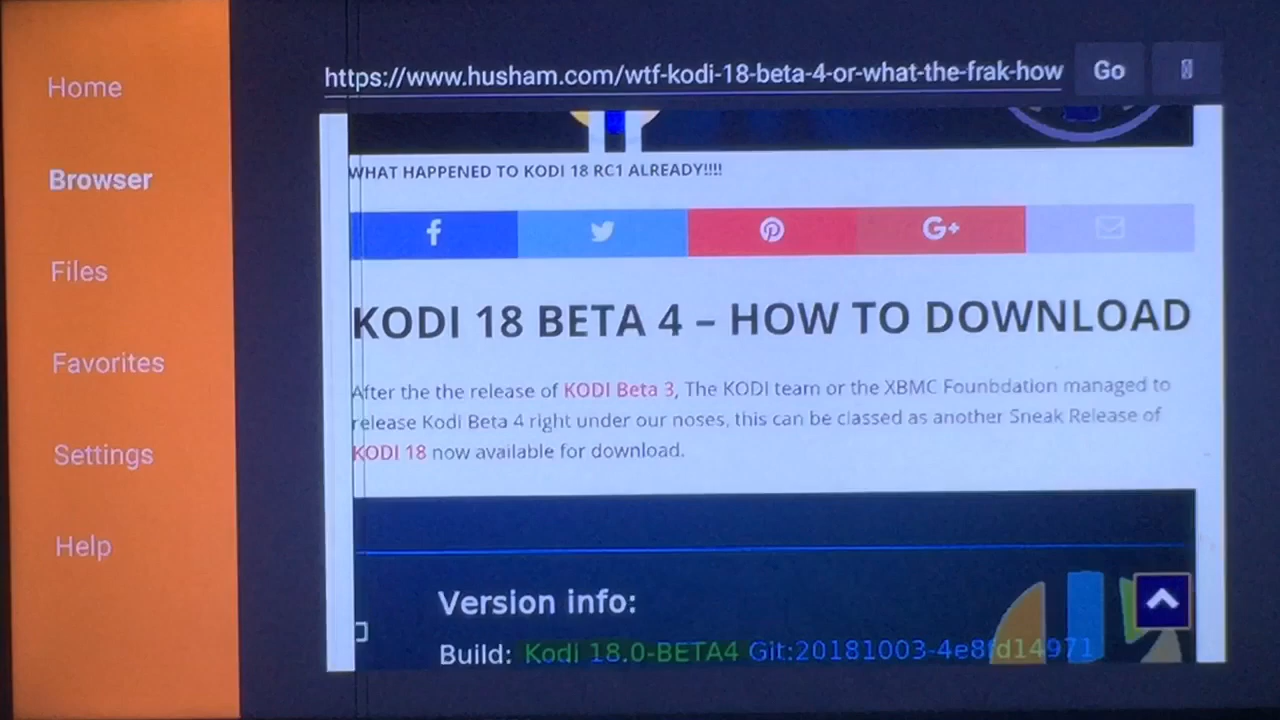 Home
Browser
Files
Favorites
Settings
Help
https://www.husham.com/wtf-kodi-18-beta-4-or-what-the-frak-how
Go
WHAT HAPPENED TO KODI 18 RC1 ALREADY!!!!
f
G+
KODI 18 BETA 4 – HOW TO DOWNLOAD
After the the release of KODI Beta 3, The KODI team or the XBMC Founbdation managed to
release Kodi Beta 4 right under our noses, this can be classed as another Sneak Release of
KODI 18 now available for download.
Version info:
Build: Kodi 18.0-BETA4 Git:20181003-4e8fd14971